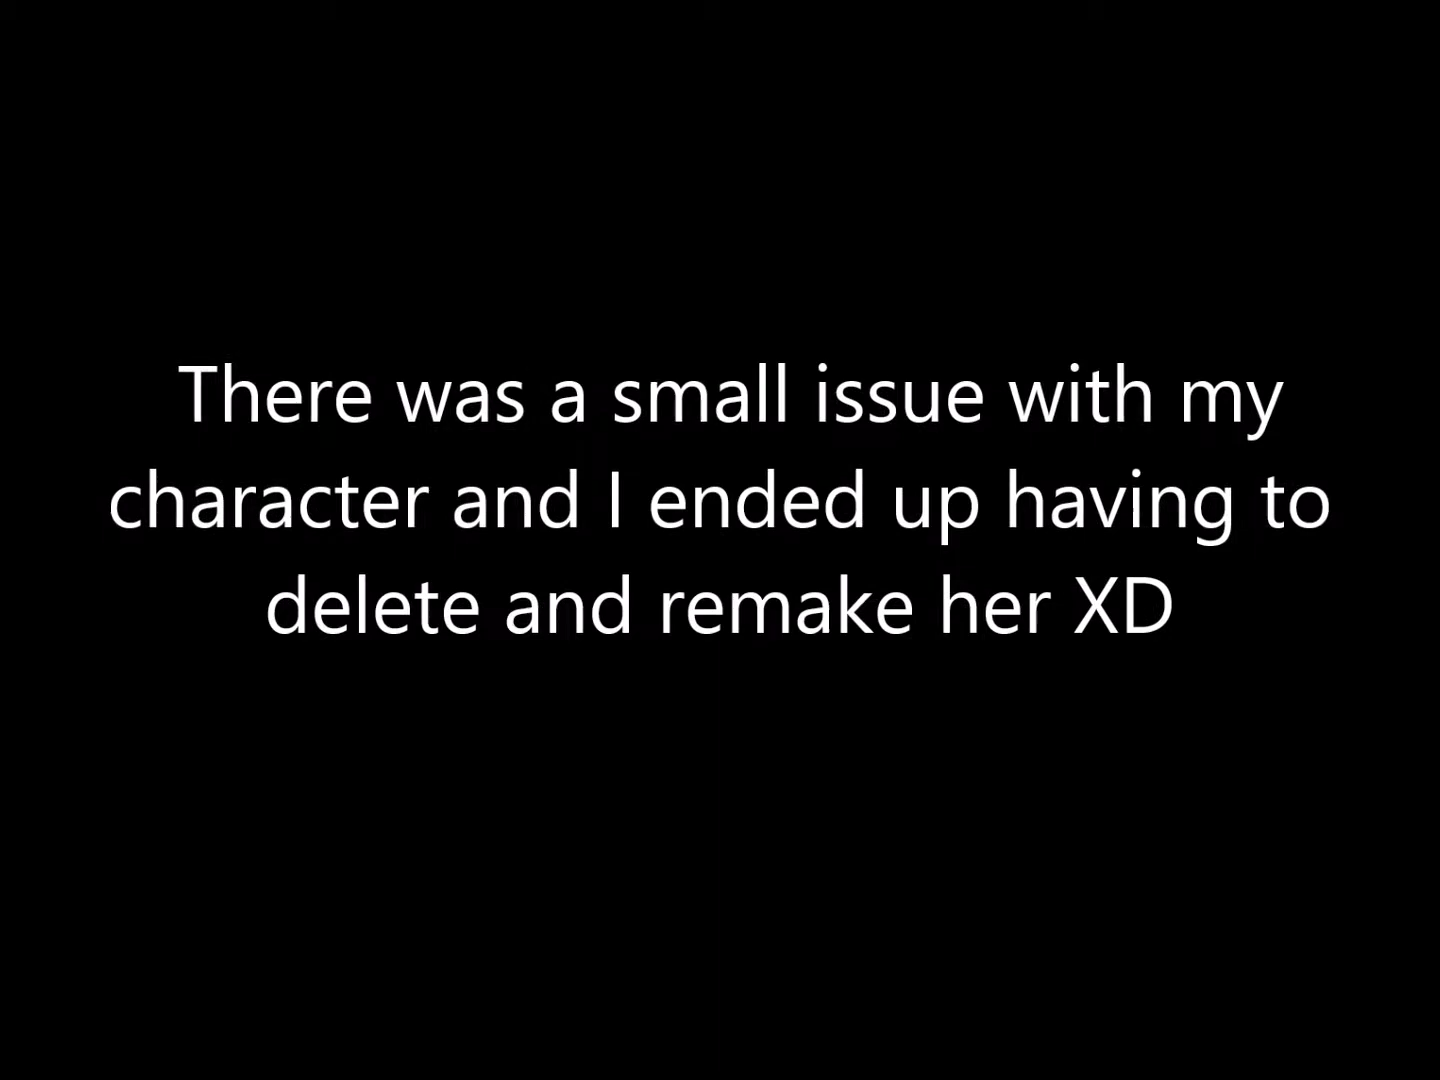 There was a small issue with my
character and I ended up having to
delete and remake her XD